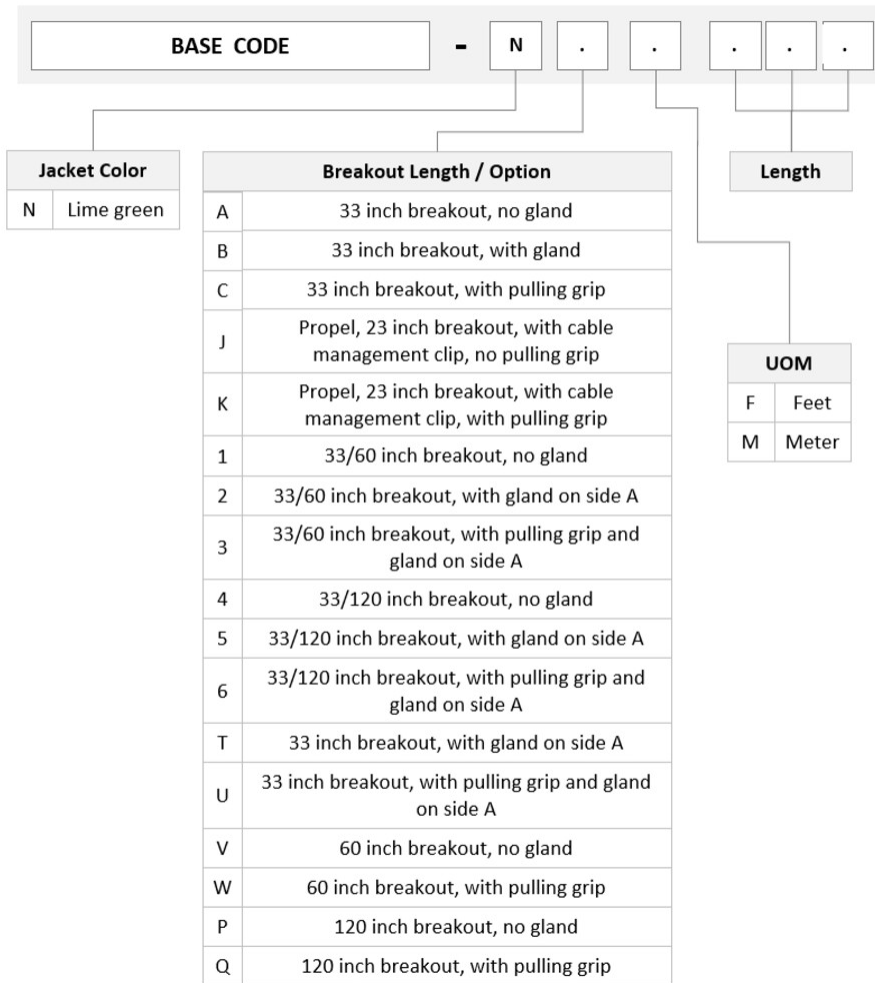 BASE CODE - N . . . . .
Jacket Color
N Lime green
Breakout Length / Option
A 33 inch breakout, no gland
B 33 inch breakout, with gland
C 33 inch breakout, with pulling grip
J Propel, 23 inch breakout, with cable
management clip, no pulling grip
K Propel, 23 inch breakout, with cable
management clip, with pulling grip
1 33/60 inch breakout, no gland
2 33/60 inch breakout, with gland on side A
3 33/60 inch breakout, with pulling grip and
gland on side A
4 33/120 inch breakout, no gland
5 33/120 inch breakout, with gland on side A
6 33/120 inch breakout, with pulling grip and
gland on side A
T 33 inch breakout, with gland on side A
U 33 inch breakout, with pulling grip and gland
on side A
V 60 inch breakout, no gland
W 60 inch breakout, with pulling grip
P 120 inch breakout, no gland
Q 120 inch breakout, with pulling grip
Length
UOM
F Feet
M Meter